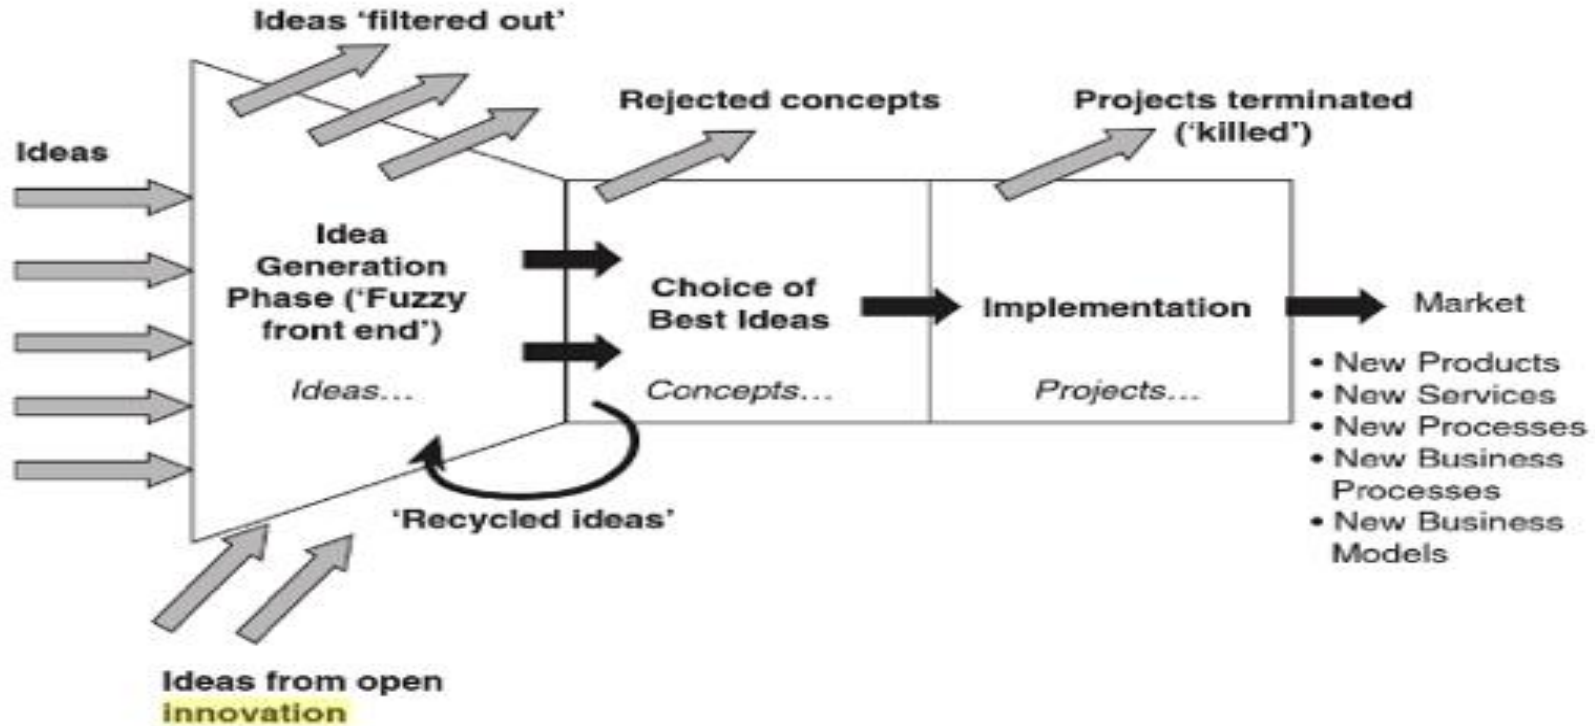 Ideas ‘filtered out’
Rejected concepts
Projects terminated
(‘killed’)
Ideas
Idea
Generation
Phase (‘Fuzzy
front end’)
Ideas...
Choice of
Best Ideas
Concepts...
Implementation
Projects...
Market
• New Products
• New Services
• New Processes
• New Business
Processes
• New Business
Models
‘Recycled ideas’
Ideas from open
innovation